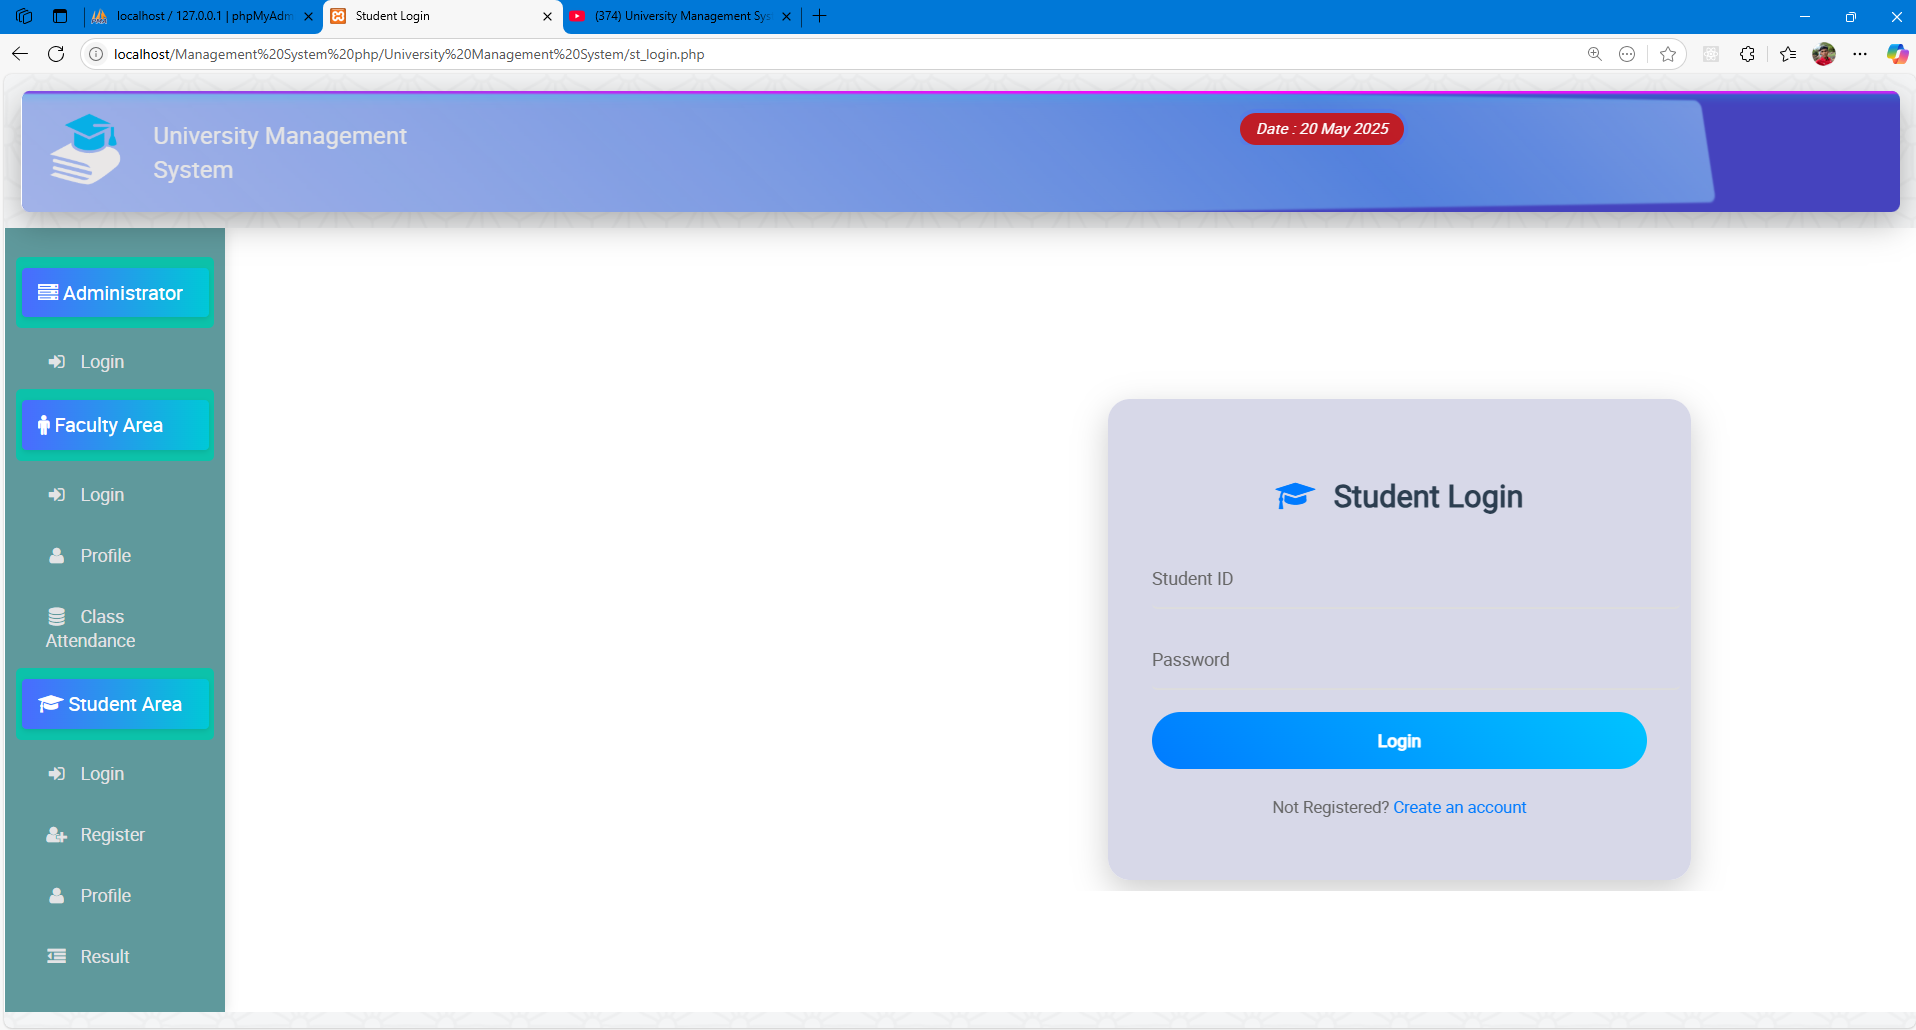 localhost / 127.0.0.1 | phpMyAdm
Student Login
(374) University Management Sys
localhost/Management%20System%20php/University%20Management%20System/st_login.php
University Management
System
Date : 20 May 2025
Administrator
Login
Faculty Area
Login
Profile
Class
Attendance
Student Area
Login
Register
Profile
Result
Student Login
Student ID
Password
Login
Not Registered? Create an account